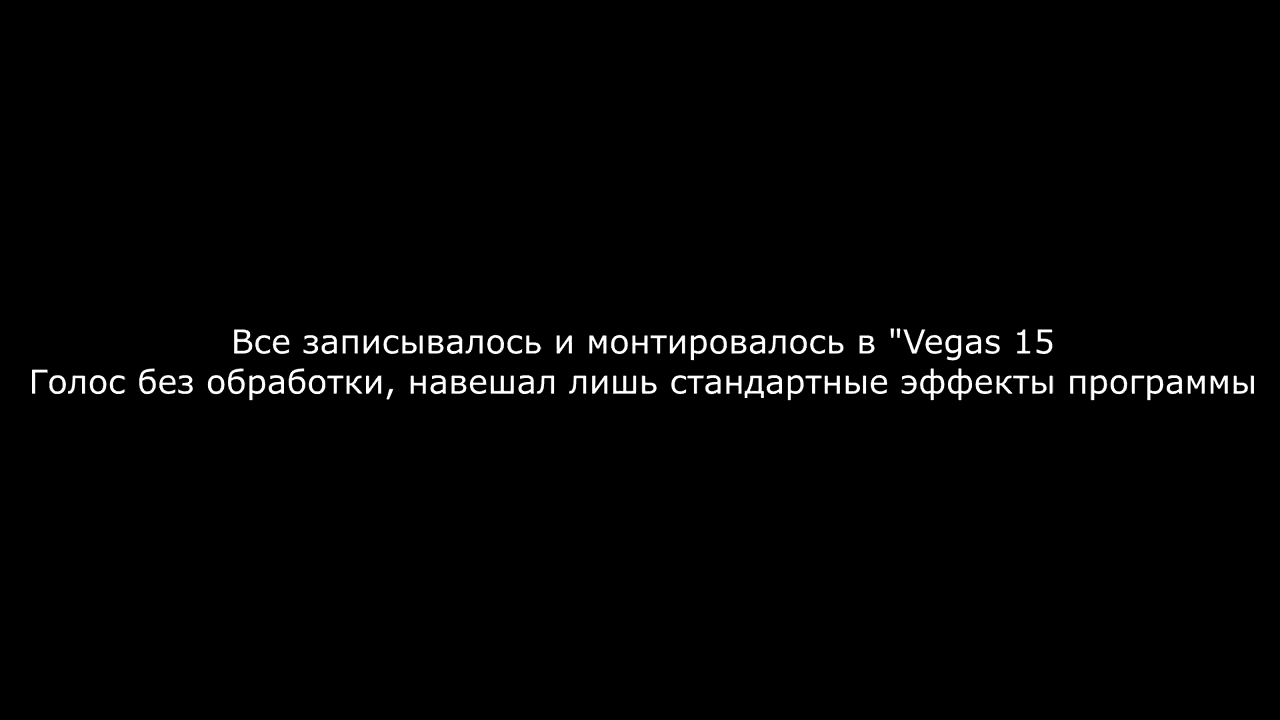 Все записывалось и монтировалось в "Vegas 15
Голос без обработки, навешал лишь стандартные эффекты программы